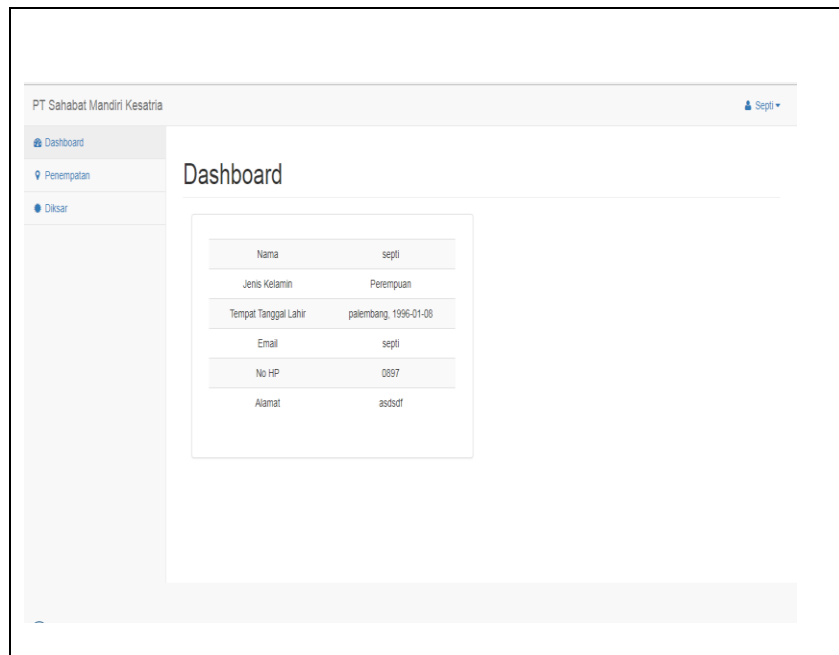 PT Sahabat Mandiri Kesatria
Septi
Dashboard
Penempatan
Diksar
Dashboard
Nama septi
Jenis Kelamin Perempuan
Tempat Tanggal Lahir palembang, 1996-01-08
Email septi
No HP 0897
Alamat asdsdf